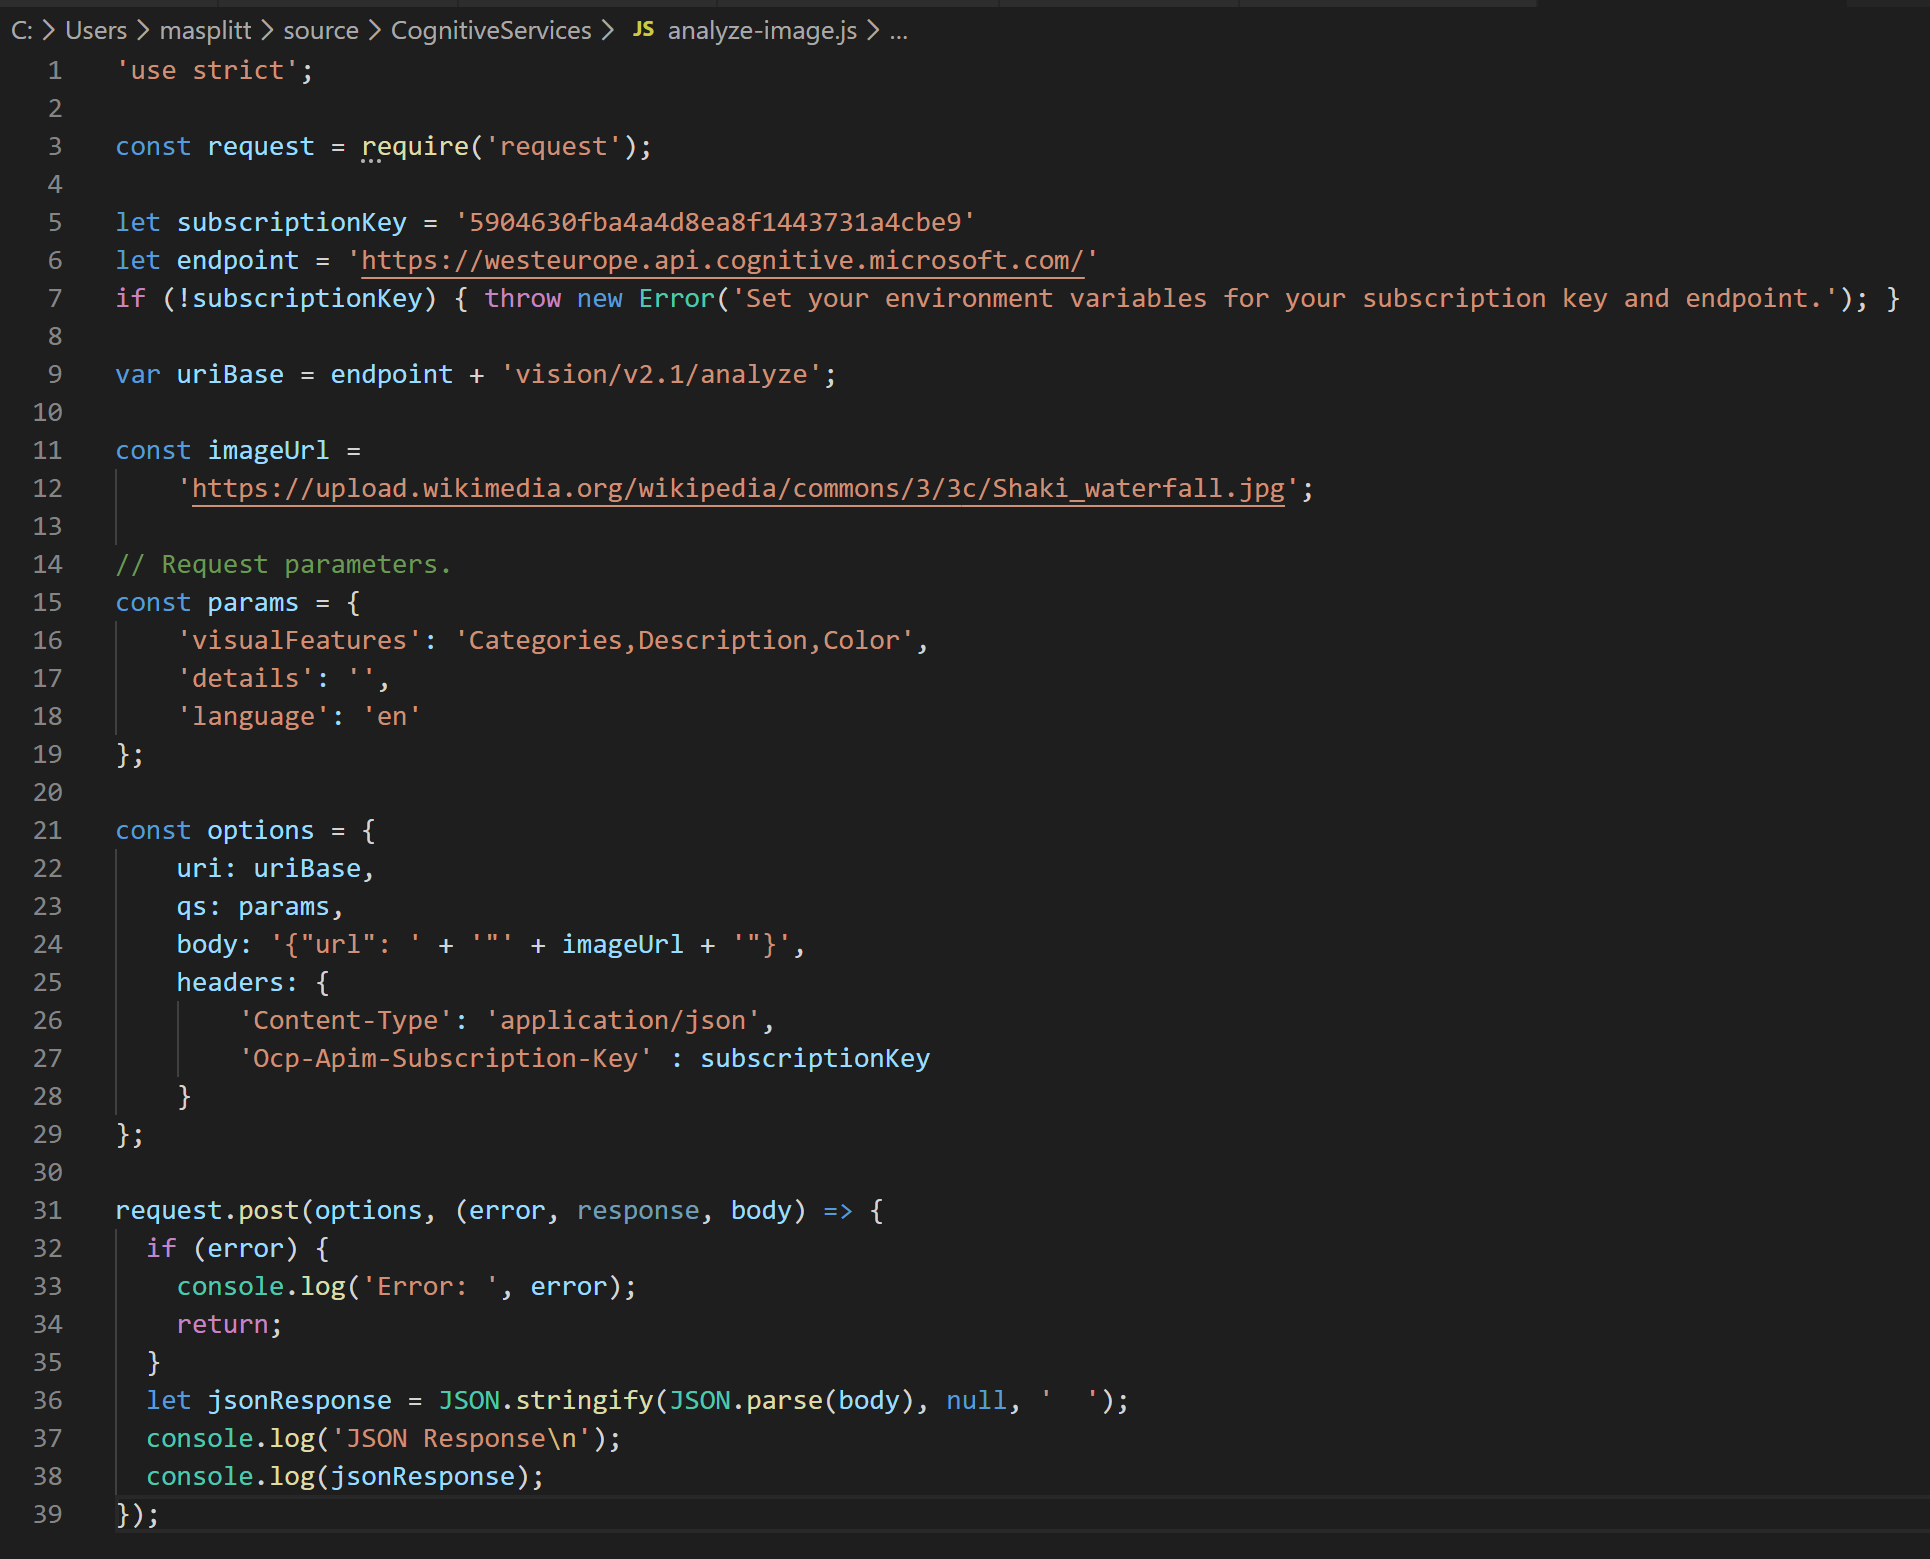 C: > Users > masplitt > source > CognitiveServices > JS analyze-image.js > ...
1 'use strict';
2
3 const request = require('request');
4
5 let subscriptionKey = '5904630fba4a4d8ea8f1443731a4cbe9'
6 let endpoint = 'https://westeurope.api.cognitive.microsoft.com/'
7 if (!subscriptionKey) { throw new Error('Set your environment variables for your subscription key and endpoint.'); }
8
9 var uriBase = endpoint + 'vision/v2.1/analyze';
10
11 const imageUrl =
12     'https://upload.wikimedia.org/wikipedia/commons/3/3c/Shaki_waterfall.jpg';
13
14 // Request parameters.
15 const params = {
16     'visualFeatures': 'Categories,Description,Color',
17     'details': '',
18     'language': 'en'
19 };
20
21 const options = {
22     uri: uriBase,
23     qs: params,
24     body: '{"url": ' + '"' + imageUrl + '"}',
25     headers: {
26         'Content-Type': 'application/json',
27         'Ocp-Apim-Subscription-Key' : subscriptionKey
28     }
29 };
30
31 request.post(options, (error, response, body) => {
32   if (error) {
33     console.log('Error: ', error);
34     return;
35   }
36   let jsonResponse = JSON.stringify(JSON.parse(body), null, '  ');
37   console.log('JSON Response\n');
38   console.log(jsonResponse);
39 });